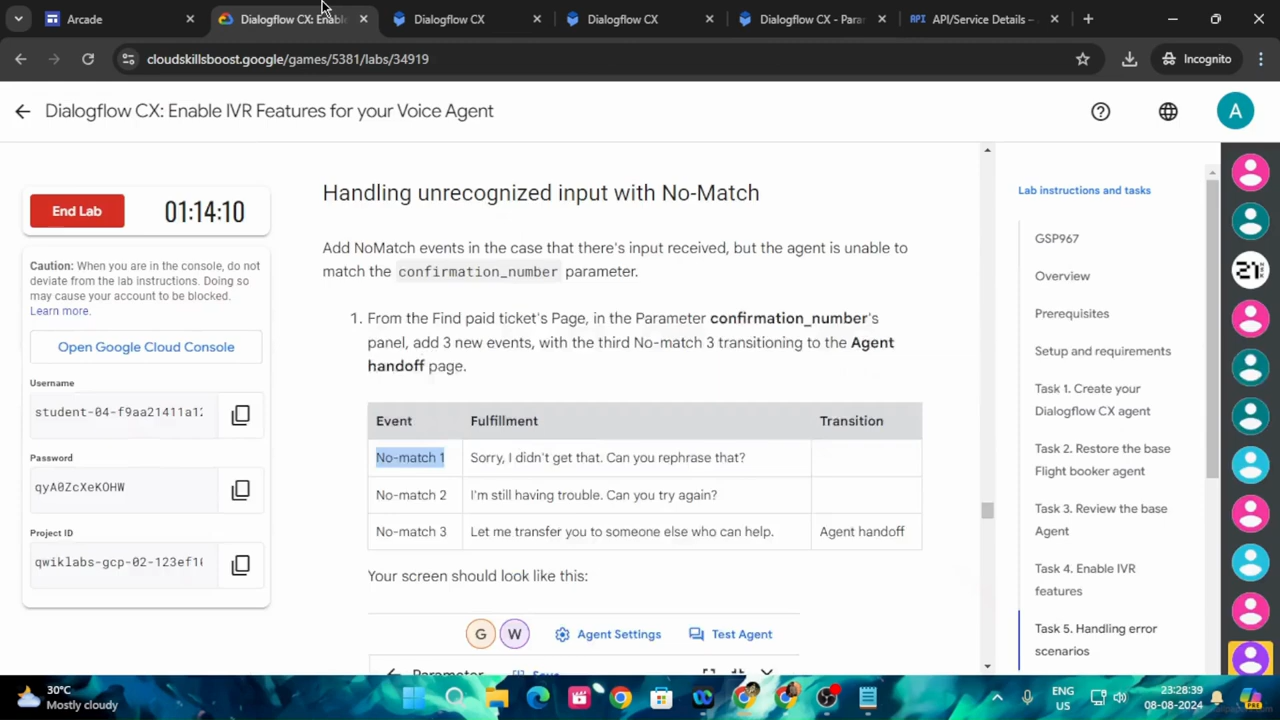 Arcade
Dialogflow CX: Enable
Dialogflow CX
Dialogflow CX
Dialogflow CX - Para
API API/Service Details –
cloudskillsboost.google/games/5381/labs/34919
Incognito
Dialogflow CX: Enable IVR Features for your Voice Agent
A
End Lab
01:14:10
Caution: When you are in the console, do not
deviate from the lab instructions. Doing so
may cause your account to be blocked.
Learn more.
Open Google Cloud Console
Username
student-04-f9aa21411a12
Password
qyA0ZcXeKOHW
Project ID
qwiklabs-gcp-02-123ef1
Handling unrecognized input with No-Match
Add NoMatch events in the case that there's input received, but the agent is unable to
match the confirmation_number parameter.
1. From the Find paid ticket's Page, in the Parameter confirmation_number's
panel, add 3 new events, with the third No-match 3 transitioning to the Agent
handoff page.
Event Fulfillment Transition
No-match 1 Sorry, I didn't get that. Can you rephrase that?
No-match 2 I'm still having trouble. Can you try again?
No-match 3 Let me transfer you to someone else who can help. Agent handoff
Your screen should look like this:
G W Agent Settings Test Agent
Parameter Save
Lab instructions and tasks
GSP967
Overview
Prerequisites
Setup and requirements
Task 1. Create your
Dialogflow CX agent
Task 2. Restore the base
Flight booker agent
Task 3. Review the base
Agent
Task 4. Enable IVR
features
Task 5. Handling error
scenarios
21
30°C
Mostly cloudy
ENG
US
23:28:39
08-08-2024
PRE